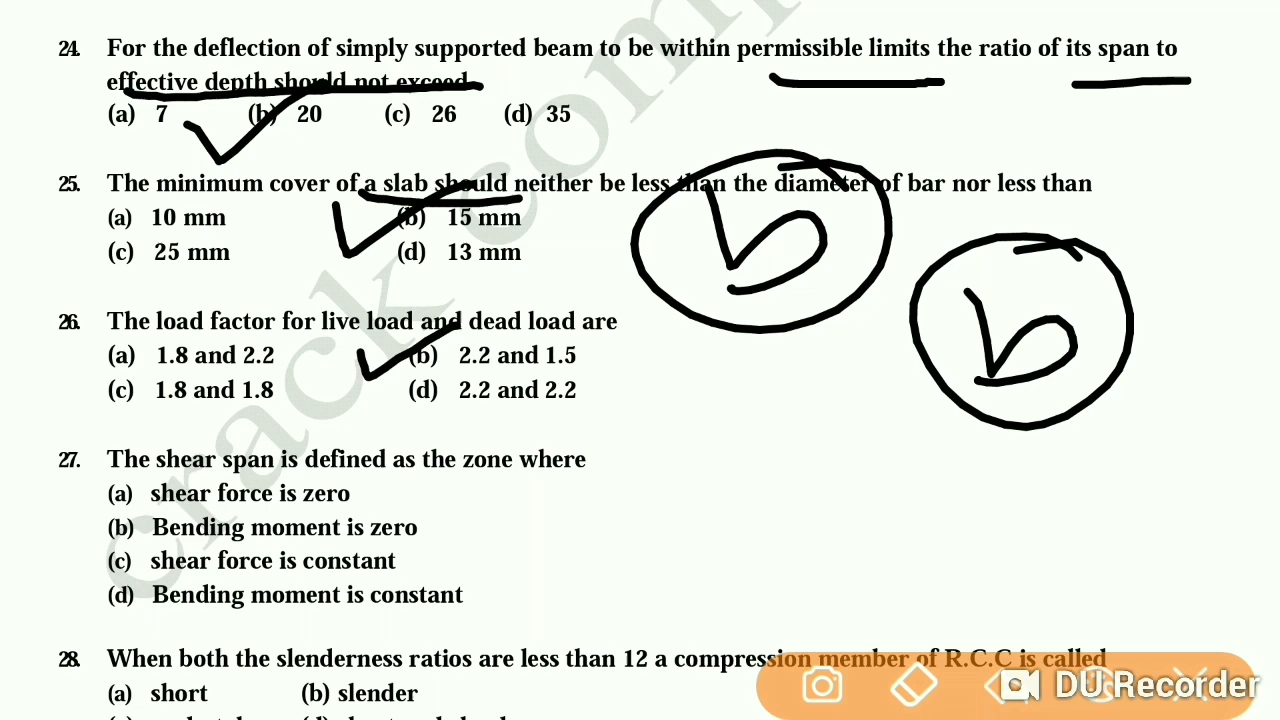 24. For the deflection of simply supported beam to be within permissible limits the ratio of its span to
effective depth should not exceed
(a) 7 (b) 20 (c) 26 (d) 35
25. The minimum cover of a slab should neither be less than the diameter of bar nor less than
(a) 10 mm (b) 15 mm
(c) 25 mm (d) 13 mm
b
b
26. The load factor for live load and dead load are
(a) 1.8 and 2.2 (b) 2.2 and 1.5
(c) 1.8 and 1.8 (d) 2.2 and 2.2
27. The shear span is defined as the zone where
(a) shear force is zero
(b) Bending moment is zero
(c) shear force is constant
(d) Bending moment is constant
28. When both the slenderness ratios are less than 12 a compression member of R.C.C is called
(a) short (b) slender
DU Recorder
crack comp